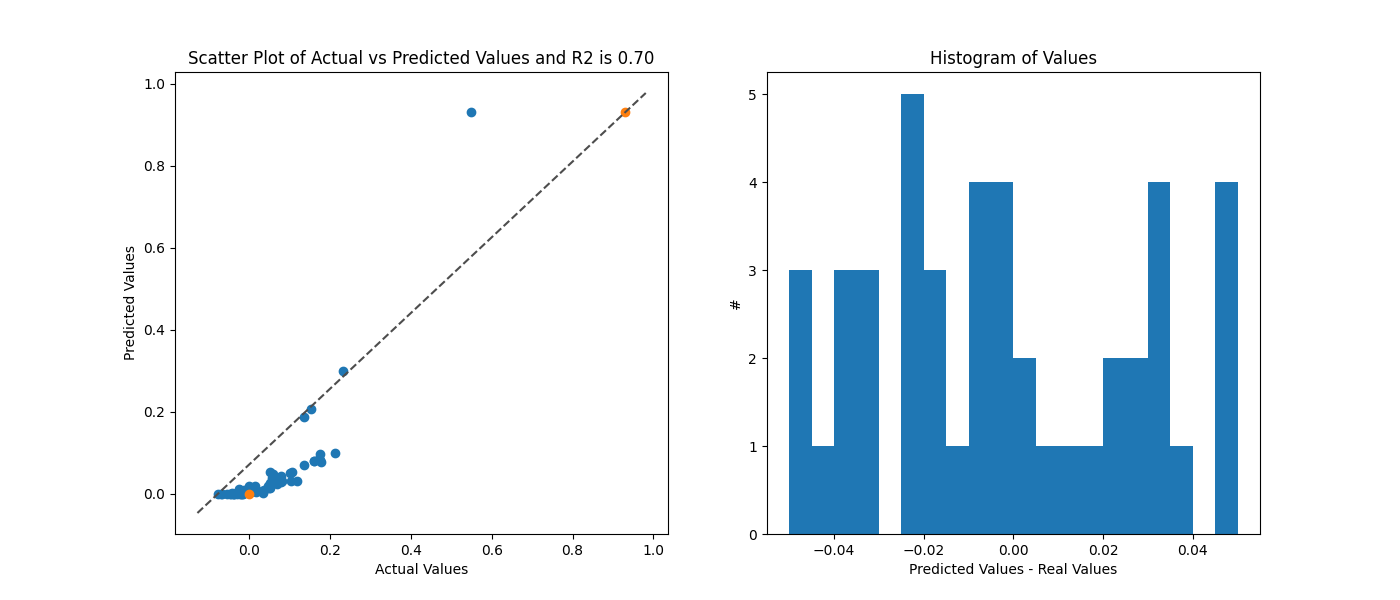 Scatter Plot of Actual vs Predicted Values and R2 is 0.70
1.0
0.8
0.6
0.4
0.2
0.0
Predicted Values
0.0 0.2 0.4 0.6 0.8 1.0
Actual Values
Histogram of Values
5
4
3
2
1
0
#
−0.04 −0.02 0.00 0.02 0.04
Predicted Values - Real Values